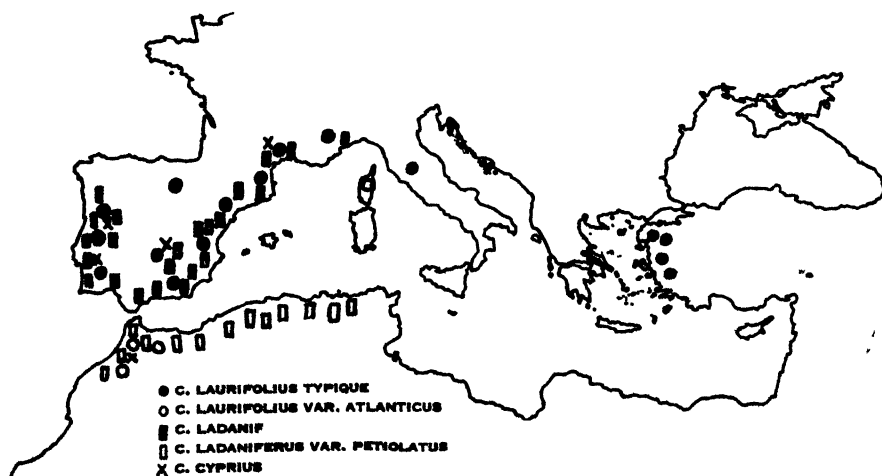 C. LAURIFOLIUS TYPIQUE
C. LAURIFOLIUS VAR. ATLANTICUS
C. LADANIF
C. LADANIFERUS VAR. PETIOLATUS
C. CYPRIUS